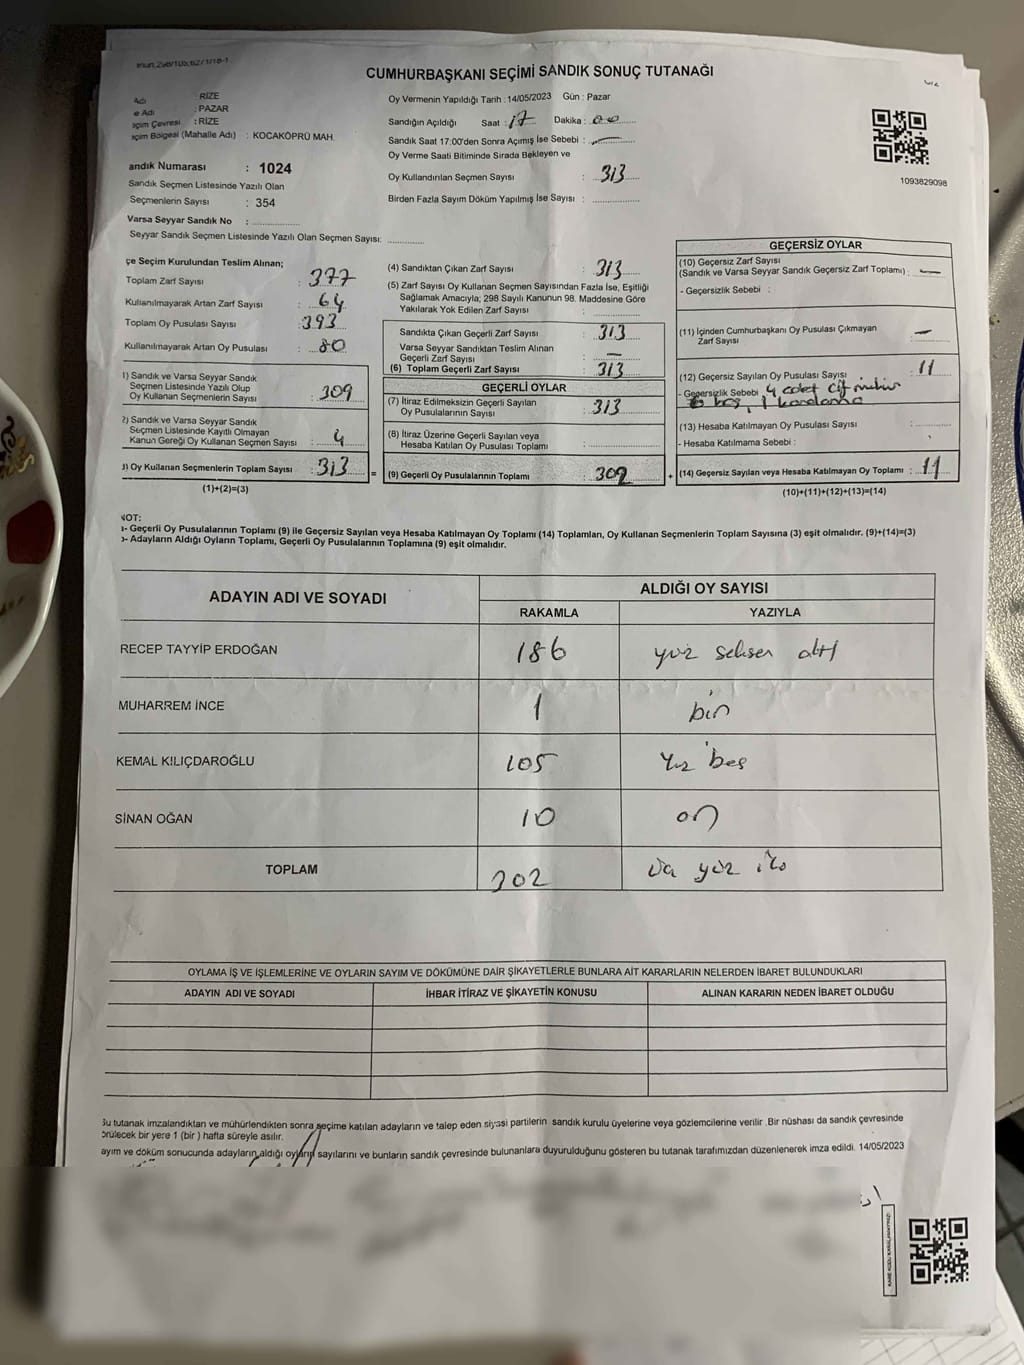 CUMHURBAŞKANI SEÇİMİ SANDIK SONUÇ TUTANAĞI
Adı RİZE
e Adı : PAZAR
eçim Çevresi : RİZE
eçim Bölgesi (Mahalle Adı) : KOCAKÖPRÜ MAH.
andık Numarası : 1024
Sandık Seçmen Listesinde Yazılı Olan
Seçmenlerin Sayısı : 354
Varsa Seyyar Sandık No :
Seyyar Sandık Seçmen Listesinde Yazılı Olan Seçmen Sayısı:
Oy Vermenin Yapıldığı Tarih : 14/05/2023 Gün : Pazar
Sandığın Açıldığı Saat : 17 Dakika : 00
Sandık Saat 17:00'den Sonra Açımış İse Sebebi : —
Oy Verme Saati Bitiminde Sırada Bekleyen ve
Oy Kullandırılan Seçmen Sayısı : 313
Birden Fazla Sayım Döküm Yapılmış İse Sayısı :
1093829098
çe Seçim Kurulundan Teslim Alınan;
Toplam Zarf Sayısı : 377
Kullanılmayarak Artan Zarf Sayısı : 64
Toplam Oy Pusulası Sayısı : 393
Kullanılmayarak Artan Oy Pusulası : 80
1) Sandık ve Varsa Seyyar Sandık
Seçmen Listesinde Yazılı Olup
Oy Kullanan Seçmenlerin Sayısı : 309
2) Sandık ve Varsa Seyyar Sandık
Seçmen Listesinde Kayıtlı Olmayan
Kanun Gereği Oy Kullanan Seçmen Sayısı : 4
3) Oy Kullanan Seçmenlerin Toplam Sayısı : 313 =
(1)+(2)=(3)
(4) Sandıktan Çıkan Zarf Sayısı : 313
(5) Zarf Sayısı Oy Kullanan Seçmen Sayısından Fazla İse, Eşitliği
Sağlamak Amacıyla; 298 Sayılı Kanunun 98. Maddesine Göre
Yakılarak Yok Edilen Zarf Sayısı :
Sandıkta Çıkan Geçerli Zarf Sayısı : 313
Varsa Seyyar Sandıktan Teslim Alınan
Geçerli Zarf Sayısı : —
(6) Toplam Geçerli Zarf Sayısı : 313
GEÇERLİ OYLAR
(7) İtiraz Edilmeksizin Geçerli Sayılan
Oy Pusulalarının Sayısı : 313
(8) İtiraz Üzerine Geçerli Sayılan veya
Hesaba Katılan Oy Pusulası Toplamı :
(9) Geçerli Oy Pusulalarının Toplamı : 302 +
GEÇERSİZ OYLAR
(10) Geçersiz Zarf Sayısı
(Sandık ve Varsa Seyyar Sandık Geçersiz Zarf Toplamı) : —
- Geçersizlik Sebebi :
(11) İçinden Cumhurbaşkanı Oy Pusulası Çıkmayan
Zarf Sayısı : —
(12) Geçersiz Sayılan Oy Pusulası Sayısı : 11
- Geçersizlik Sebebi 4 adet çift mühür
6 boş, 1 karalama
(13) Hesaba Katılmayan Oy Pusulası Sayısı :
- Hesaba Katılmama Sebebi :
(14) Geçersiz Sayılan veya Hesaba Katılmayan Oy Toplamı : 11
(10)+(11)+(12)+(13)=(14)
NOT:
- Geçerli Oy Pusulalarının Toplamı (9) ile Geçersiz Sayılan veya Hesaba Katılmayan Oy Toplamı (14) Toplamları, Oy Kullanan Seçmenlerin Toplam Sayısına (3) eşit olmalıdır. (9)+(14)=(3)
- Adayların Aldığı Oyların Toplamı, Geçerli Oy Pusulalarının Toplamına (9) eşit olmalıdır.
ADAYIN ADI VE SOYADI ALDIĞI OY SAYISI
RAKAMLA YAZIYLA
RECEP TAYYİP ERDOĞAN 186 yüz seksen altı
MUHARREM İNCE 1 bir
KEMAL KILIÇDAROĞLU 105 Yüz beş
SİNAN OĞAN 10 on
TOPLAM 302 yüz iki
OYLAMA İŞ VE İŞLEMLERİNE VE OYLARIN SAYIM VE DÖKÜMÜNE DAİR ŞİKAYETLERLE BUNLARA AİT KARARLARIN NELERDEN İBARET BULUNDUKLARI
ADAYIN ADI VE SOYADI İHBAR İTİRAZ VE ŞİKAYETİN KONUSU ALINAN KARARIN NEDEN İBARET OLDUĞU
Bu tutanak imzalandıktan ve mühürlendikten sonra seçime katılan adayların ve talep eden siyasi partilerin sandık kurulu üyelerine veya gözlemcilerine verilir. Bir nüshası da sandık çevresinde
örülecek bir yere 1 (bir) hafta süreyle asılır.
ayım ve döküm sonucunda adayların aldığı oyların sayılarını ve bunların sandık çevresinde bulunanlara duyurulduğunu gösteren bu tutanak tarafımızdan düzenlenerek imza edildi. 14/05/2023